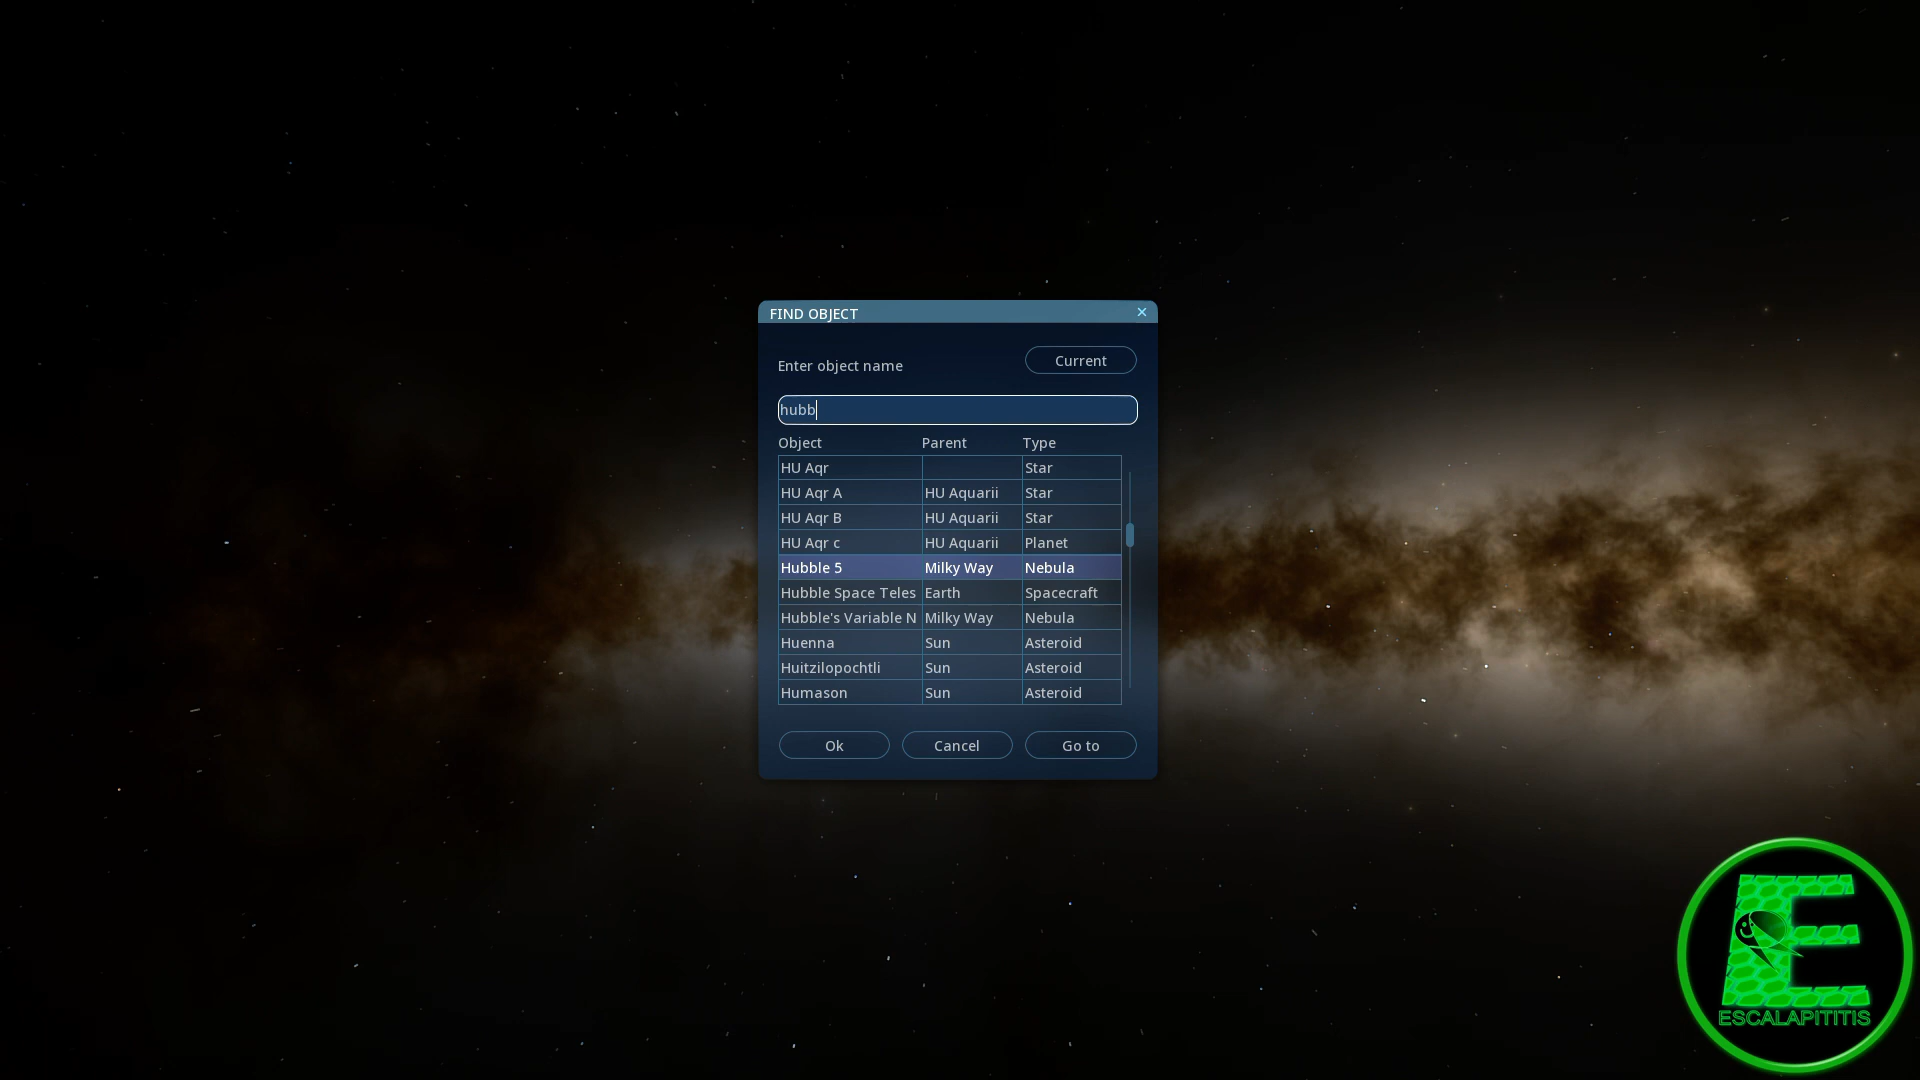 FIND OBJECT
Enter object name
Current
hubb
Object Parent Type
HU Aqr Star
HU Aqr A HU Aquarii Star
HU Aqr B HU Aquarii Star
HU Aqr c HU Aquarii Planet
Hubble 5 Milky Way Nebula
Hubble Space Teles Earth Spacecraft
Hubble's Variable N Milky Way Nebula
Huenna Sun Asteroid
Huitzilopochtli Sun Asteroid
Humason Sun Asteroid
Ok Cancel Go to
E
ESCALAPITITIS